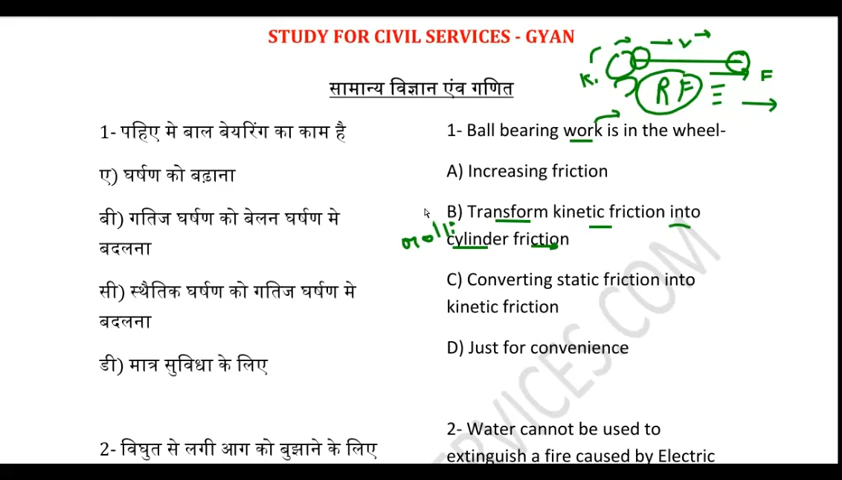 STUDY FOR CIVIL SERVICES - GYAN
सामान्य विज्ञान एंव गणित
1- पहिए मे बाल बेयरिंग का काम है
ए) घर्षण को बढ़ाना
बी) गतिज घर्षण को बेलन घर्षण मे
बदलना
सी) स्थैतिक घर्षण को गतिज घर्षण मे
बदलना
डी) मात्र सुविधा के लिए
2- विघुत से लगी आग को बुझाने के लिए
V
F
K.
R F
1- Ball bearing work is in the wheel-
A) Increasing friction
B) Transform kinetic friction into
cylinder friction
C) Converting static friction into
kinetic friction
D) Just for convenience
2- Water cannot be used to
extinguish a fire caused by Electric
ERVICES.COM